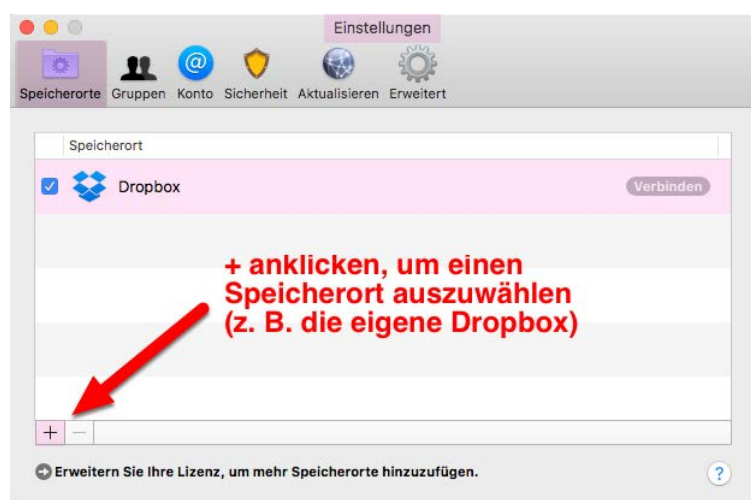 Einstellungen
Speicherorte Gruppen Konto Sicherheit Aktualisieren Erweitert
Speicherort
Dropbox Verbinden
+ anklicken, um einen
Speicherort auszuwählen
(z. B. die eigene Dropbox)
+ −
Erweitern Sie Ihre Lizenz, um mehr Speicherorte hinzuzufügen. ?